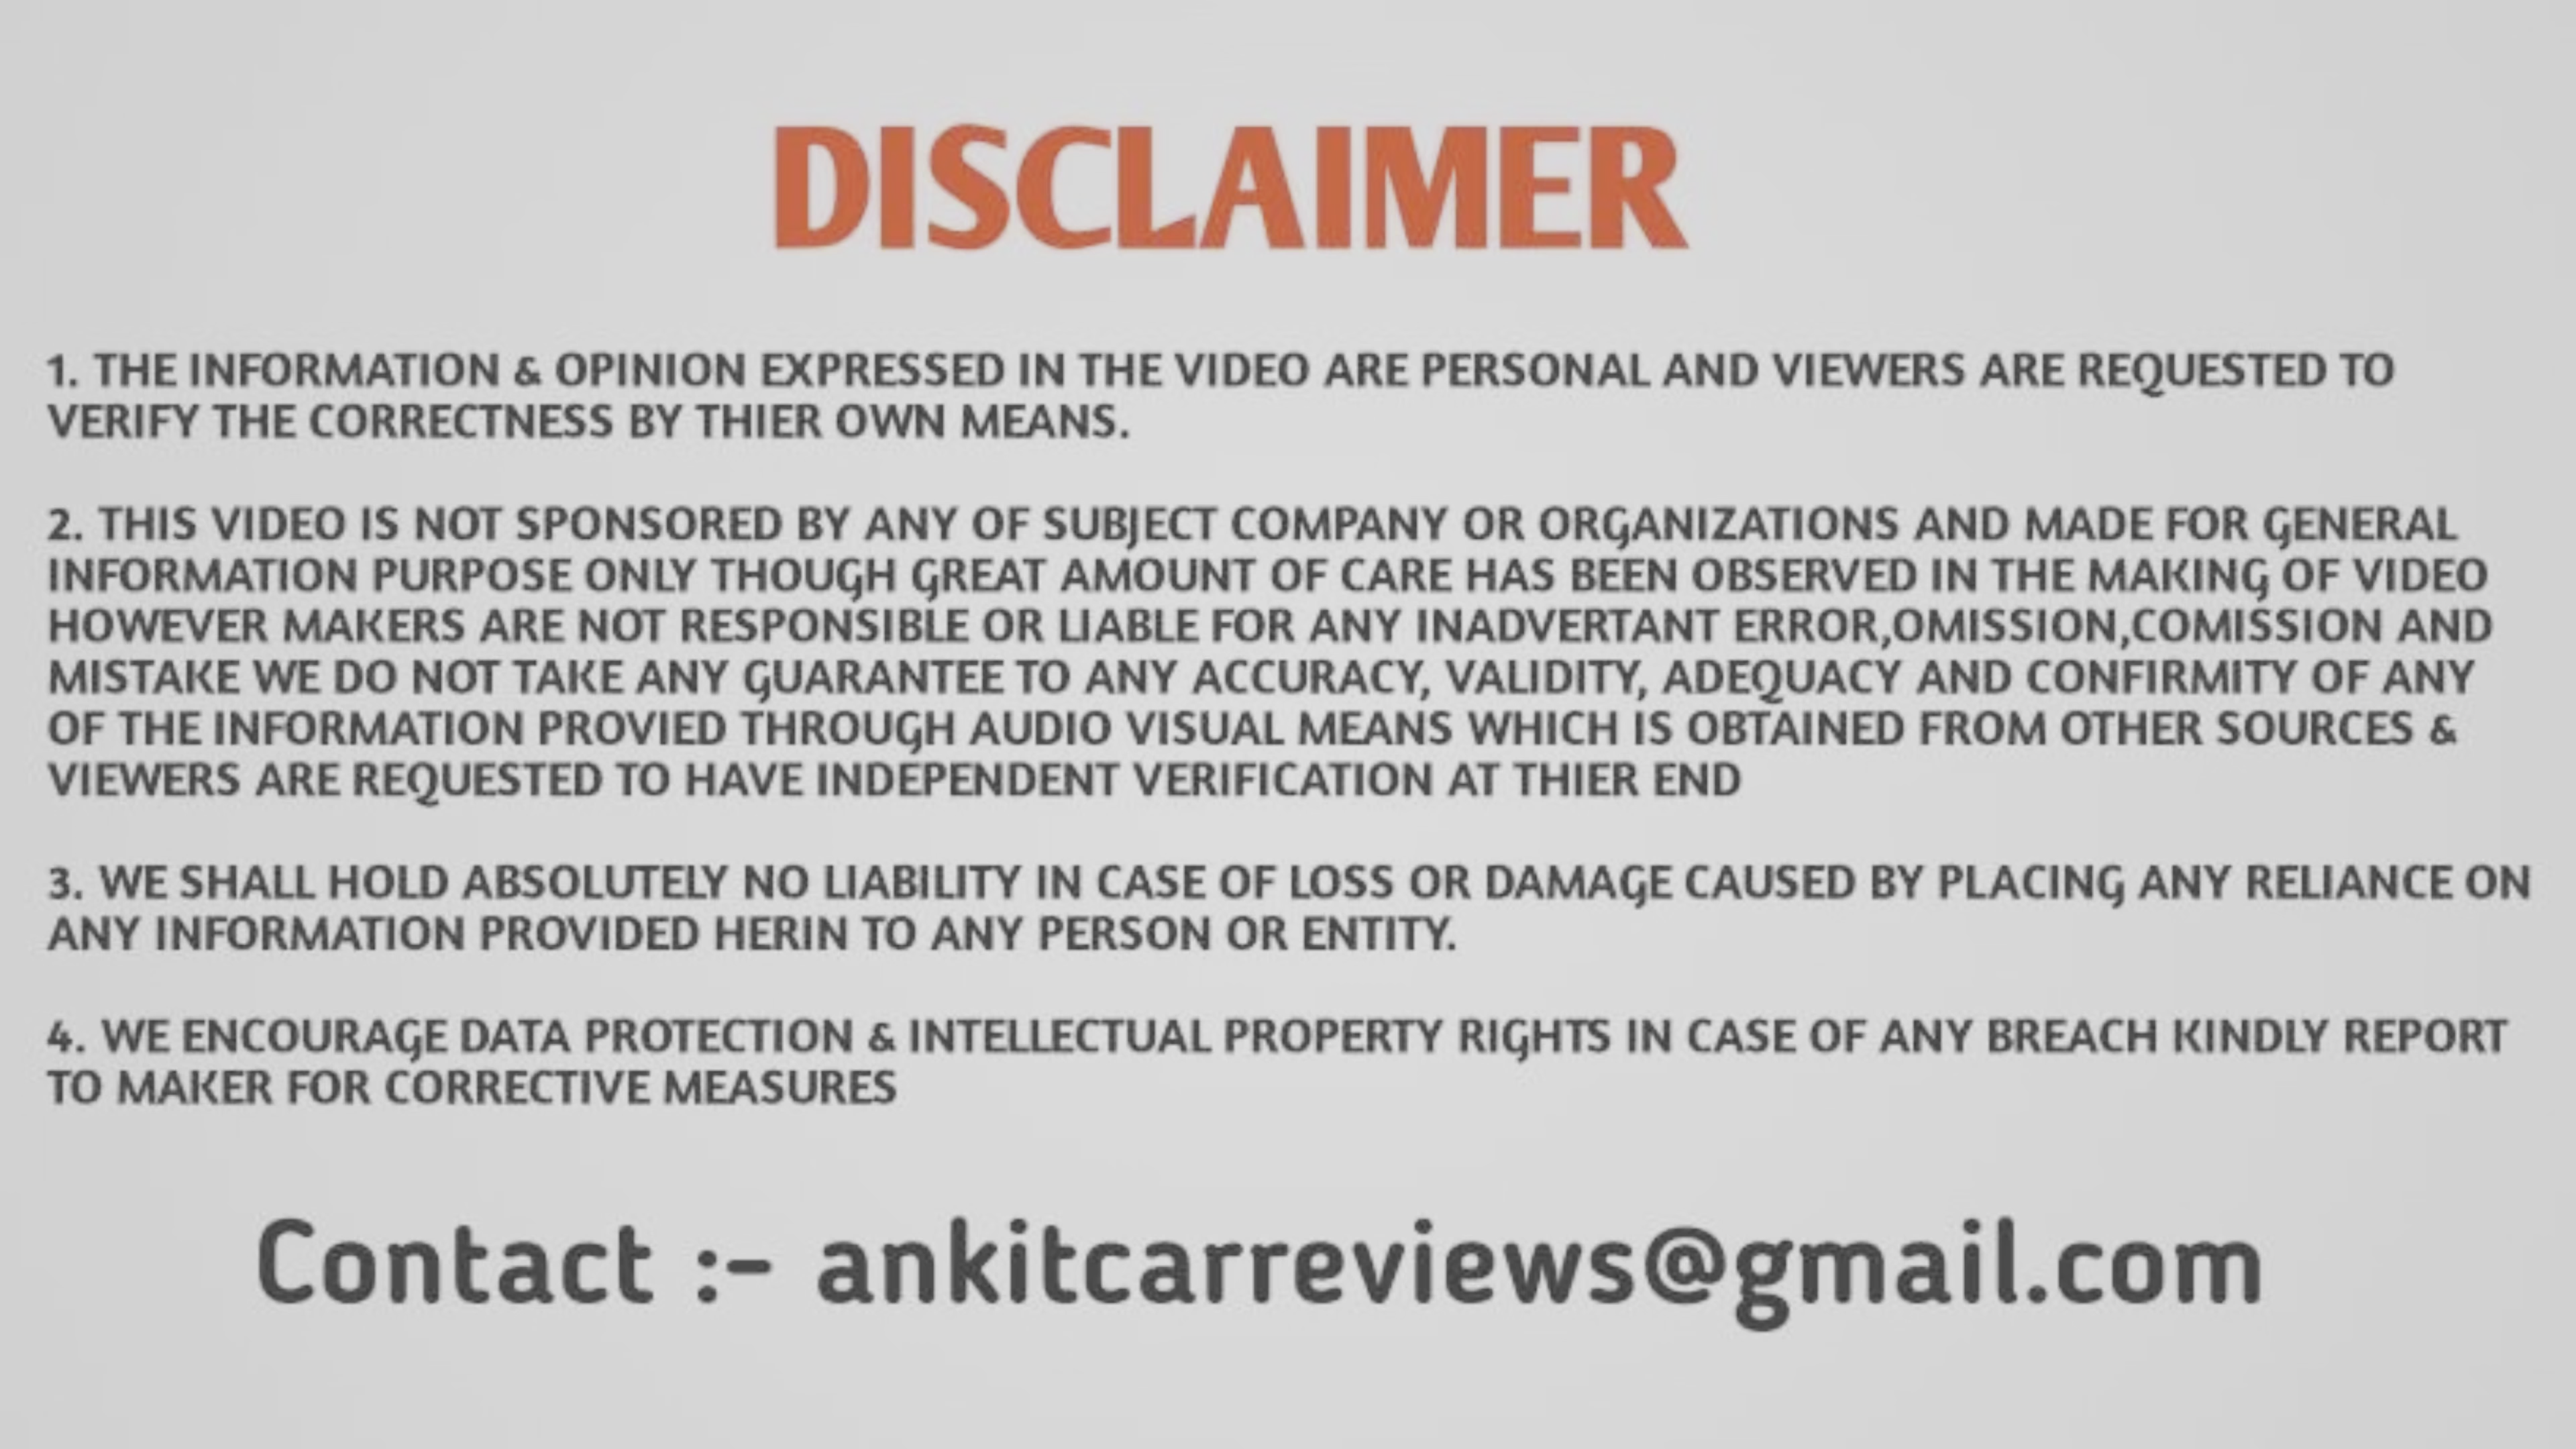 DISCLAIMER
1. THE INFORMATION & OPINION EXPRESSED IN THE VIDEO ARE PERSONAL AND VIEWERS ARE REQUESTED TO
VERIFY THE CORRECTNESS BY THIER OWN MEANS.
2. THIS VIDEO IS NOT SPONSORED BY ANY OF SUBJECT COMPANY OR ORGANIZATIONS AND MADE FOR GENERAL
INFORMATION PURPOSE ONLY THOUGH GREAT AMOUNT OF CARE HAS BEEN OBSERVED IN THE MAKING OF VIDEO
HOWEVER MAKERS ARE NOT RESPONSIBLE OR LIABLE FOR ANY INADVERTANT ERROR,OMISSION,COMISSION AND
MISTAKE WE DO NOT TAKE ANY GUARANTEE TO ANY ACCURACY, VALIDITY, ADEQUACY AND CONFIRMITY OF ANY
OF THE INFORMATION PROVIED THROUGH AUDIO VISUAL MEANS WHICH IS OBTAINED FROM OTHER SOURCES &
VIEWERS ARE REQUESTED TO HAVE INDEPENDENT VERIFICATION AT THIER END
3. WE SHALL HOLD ABSOLUTELY NO LIABILITY IN CASE OF LOSS OR DAMAGE CAUSED BY PLACING ANY RELIANCE ON
ANY INFORMATION PROVIDED HERIN TO ANY PERSON OR ENTITY.
4. WE ENCOURAGE DATA PROTECTION & INTELLECTUAL PROPERTY RIGHTS IN CASE OF ANY BREACH KINDLY REPORT
TO MAKER FOR CORRECTIVE MEASURES
Contact :- ankitcarreviews@gmail.com